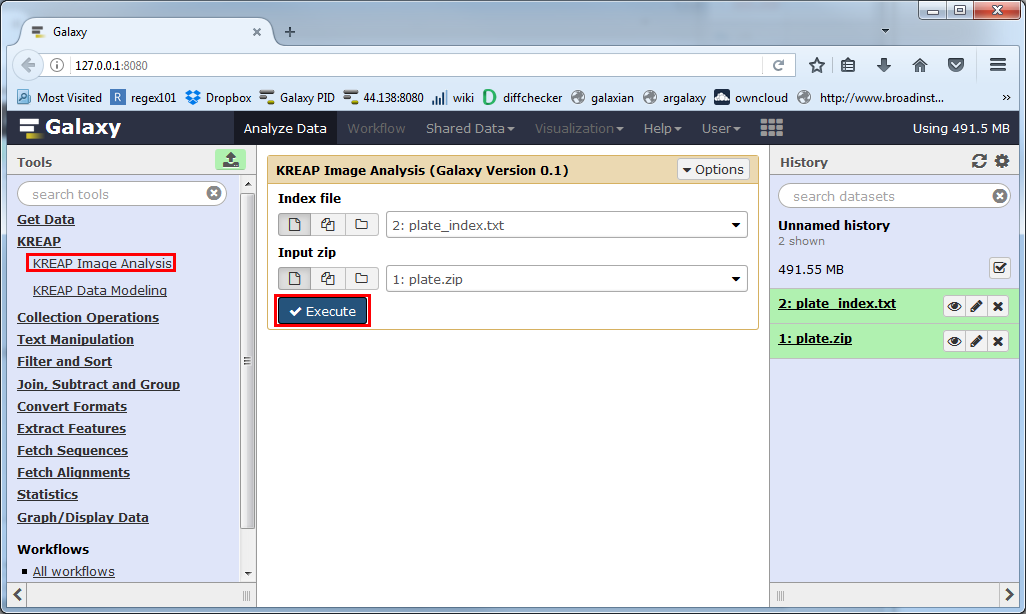 Galaxy
127.0.0.1:8080
Most Visited R regex101 Dropbox Galaxy PID 44.138:8080 wiki D diffchecker galaxian argalaxy owncloud http://www.broadinst...
Galaxy Analyze Data Workflow Shared Data Visualization Help User Using 491.5 MB
Tools
search tools
Get Data
KREAP
KREAP Image Analysis
KREAP Data Modeling
Collection Operations
Text Manipulation
Filter and Sort
Join, Subtract and Group
Convert Formats
Extract Features
Fetch Sequences
Fetch Alignments
Statistics
Graph/Display Data
Workflows
All workflows
KREAP Image Analysis (Galaxy Version 0.1) Options
Index file
2: plate_index.txt
Input zip
1: plate.zip
Execute
History
search datasets
Unnamed history
2 shown
491.55 MB
2: plate_index.txt
1: plate.zip